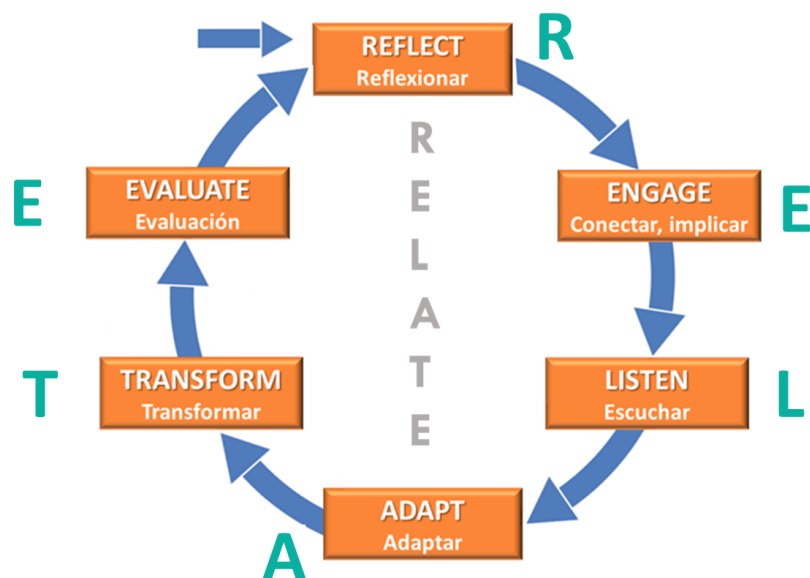 REFLECT
Reflexionar
R
ENGAGE
Conectar, implicar
E
LISTEN
Escuchar
L
ADAPT
Adaptar
A
TRANSFORM
Transformar
T
EVALUATE
Evaluación
E
R
E
L
A
T
E